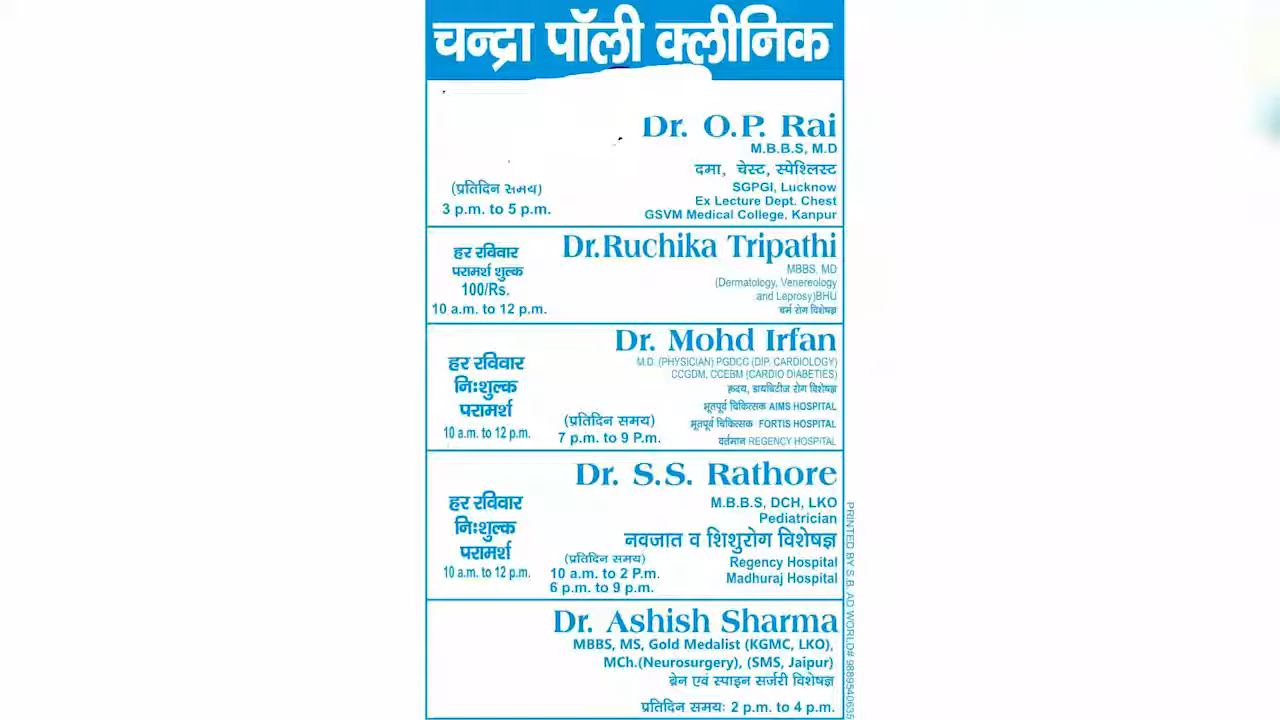 चन्द्रा पॉली क्लीनिक
Dr. O.P. Rai
M.B.B.S, M.D
दमा, चेस्ट, स्पेश्लिस्ट
SGPGI, Lucknow
Ex Lecture Dept. Chest
GSVM Medical College, Kanpur
(प्रतिदिन समय)
3 p.m. to 5 p.m.
Dr.Ruchika Tripathi
MBBS, MD
(Dermatology, Venereology
and Leprosy)BHU
चर्म रोग विशेषज्ञ
हर रविवार
परामर्श शुल्क
100/Rs.
10 a.m. to 12 p.m.
Dr. Mohd Irfan
M.D. (PHYSICIAN) PGDCC (DIP. CARDIOLOGY)
CCGDM, CCEBM (CARDIO DIABETIES)
हृदय, डायबिटीज रोग विशेषज्ञ
भूतपूर्व चिकित्सक AIMS HOSPITAL
भूतपूर्व चिकित्सक FORTIS HOSPITAL
वर्तमान REGENCY HOSPITAL
हर रविवार
निःशुल्क
परामर्श
10 a.m. to 12 p.m.
(प्रतिदिन समय)
7 p.m. to 9 P.m.
Dr. S.S. Rathore
M.B.B.S, DCH, LKO
Pediatrician
नवजात व शिशुरोग विशेषज्ञ
Regency Hospital
Madhuraj Hospital
हर रविवार
निःशुल्क
परामर्श
10 a.m. to 12 p.m.
(प्रतिदिन समय)
10 a.m. to 2 P.m.
6 p.m. to 9 p.m.
Dr. Ashish Sharma
MBBS, MS, Gold Medalist (KGMC, LKO),
MCh.(Neurosurgery), (SMS, Jaipur)
ब्रेन एवं स्पाइन सर्जरी विशेषज्ञ
प्रतिदिन समयः 2 p.m. to 4 p.m.
PRINTED BY S.B. AD WORLD# 9889540635